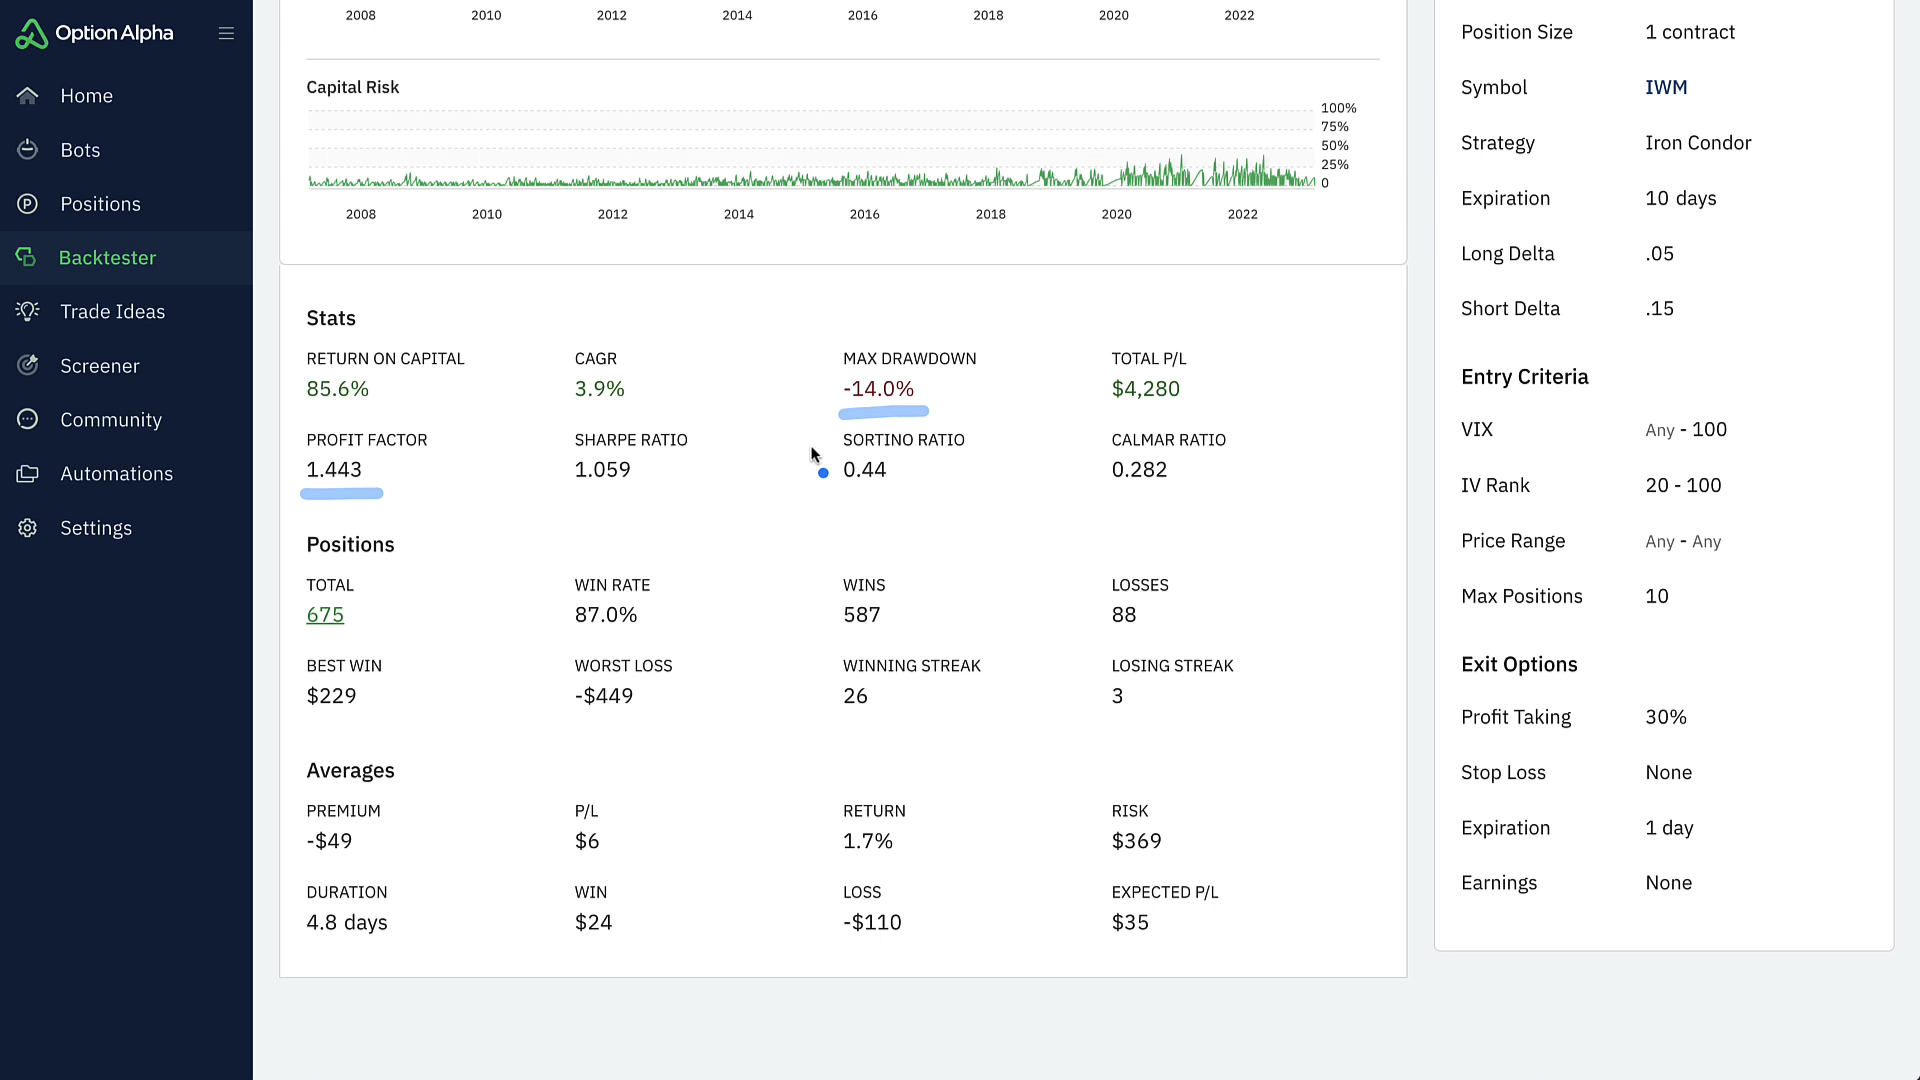 Option Alpha
Home
Bots
Positions
Backtester
Trade Ideas
Screener
Community
Automations
Settings
2008 2010 2012 2014 2016 2018 2020 2022
Capital Risk
100%
75%
50%
25%
0
2008 2010 2012 2014 2016 2018 2020 2022
Stats
RETURN ON CAPITAL CAGR MAX DRAWDOWN TOTAL P/L
85.6% 3.9% -14.0% $4,280
PROFIT FACTOR SHARPE RATIO SORTINO RATIO CALMAR RATIO
1.443 1.059 0.44 0.282
Positions
TOTAL WIN RATE WINS LOSSES
675 87.0% 587 88
BEST WIN WORST LOSS WINNING STREAK LOSING STREAK
$229 -$449 26 3
Averages
PREMIUM P/L RETURN RISK
-$49 $6 1.7% $369
DURATION WIN LOSS EXPECTED P/L
4.8 days $24 -$110 $35
Position Size 1 contract
Symbol IWM
Strategy Iron Condor
Expiration 10 days
Long Delta .05
Short Delta .15
Entry Criteria
VIX Any - 100
IV Rank 20 - 100
Price Range Any - Any
Max Positions 10
Exit Options
Profit Taking 30%
Stop Loss None
Expiration 1 day
Earnings None